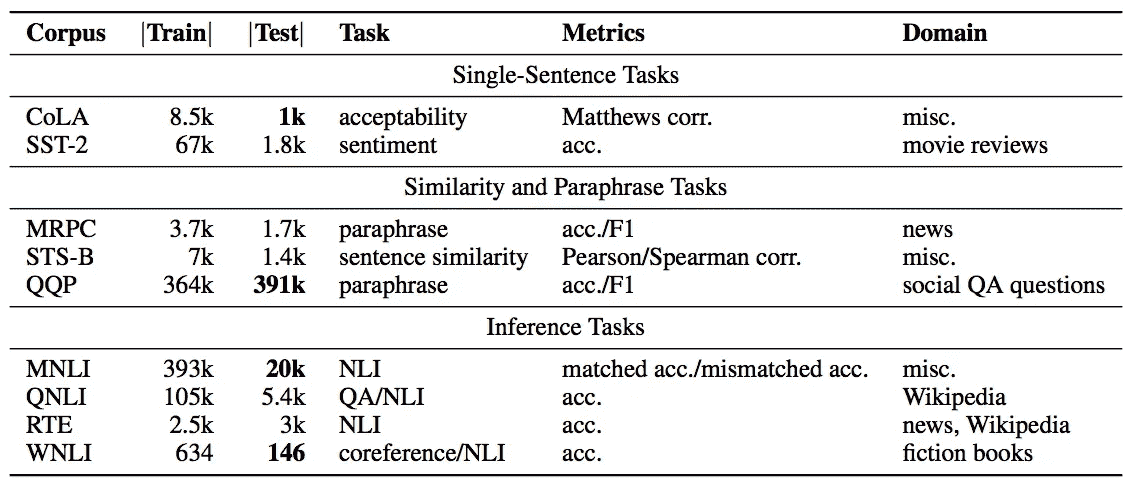 Corpus |Train| |Test| Task Metrics Domain
Single-Sentence Tasks
CoLA 8.5k 1k acceptability Matthews corr. misc.
SST-2 67k 1.8k sentiment acc. movie reviews
Similarity and Paraphrase Tasks
MRPC 3.7k 1.7k paraphrase acc./F1 news
STS-B 7k 1.4k sentence similarity Pearson/Spearman corr. misc.
QQP 364k 391k paraphrase acc./F1 social QA questions
Inference Tasks
MNLI 393k 20k NLI matched acc./mismatched acc. misc.
QNLI 105k 5.4k QA/NLI acc. Wikipedia
RTE 2.5k 3k NLI acc. news, Wikipedia
WNLI 634 146 coreference/NLI acc. fiction books